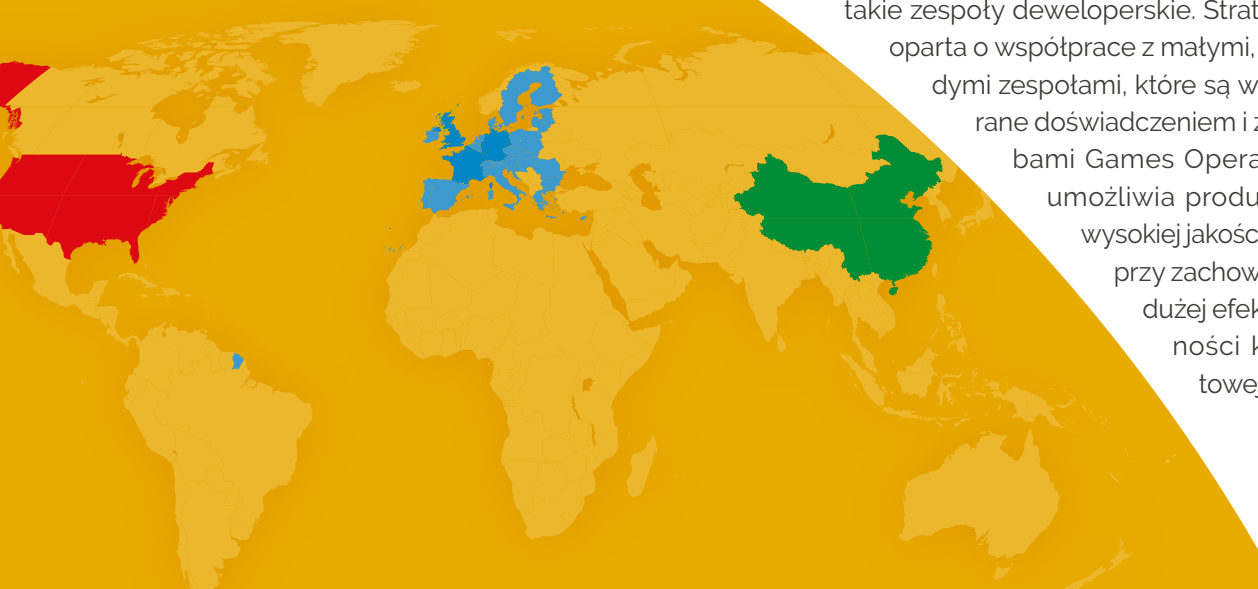 takie zespoły deweloperskie. Strat
oparta o współprace z małymi,
dymi zespołami, które są w
rane doświadczeniem i z
bami Games Opera
umożliwia produ
wysokiej jakośc
przy zachow
dużej efek
ności k
towej